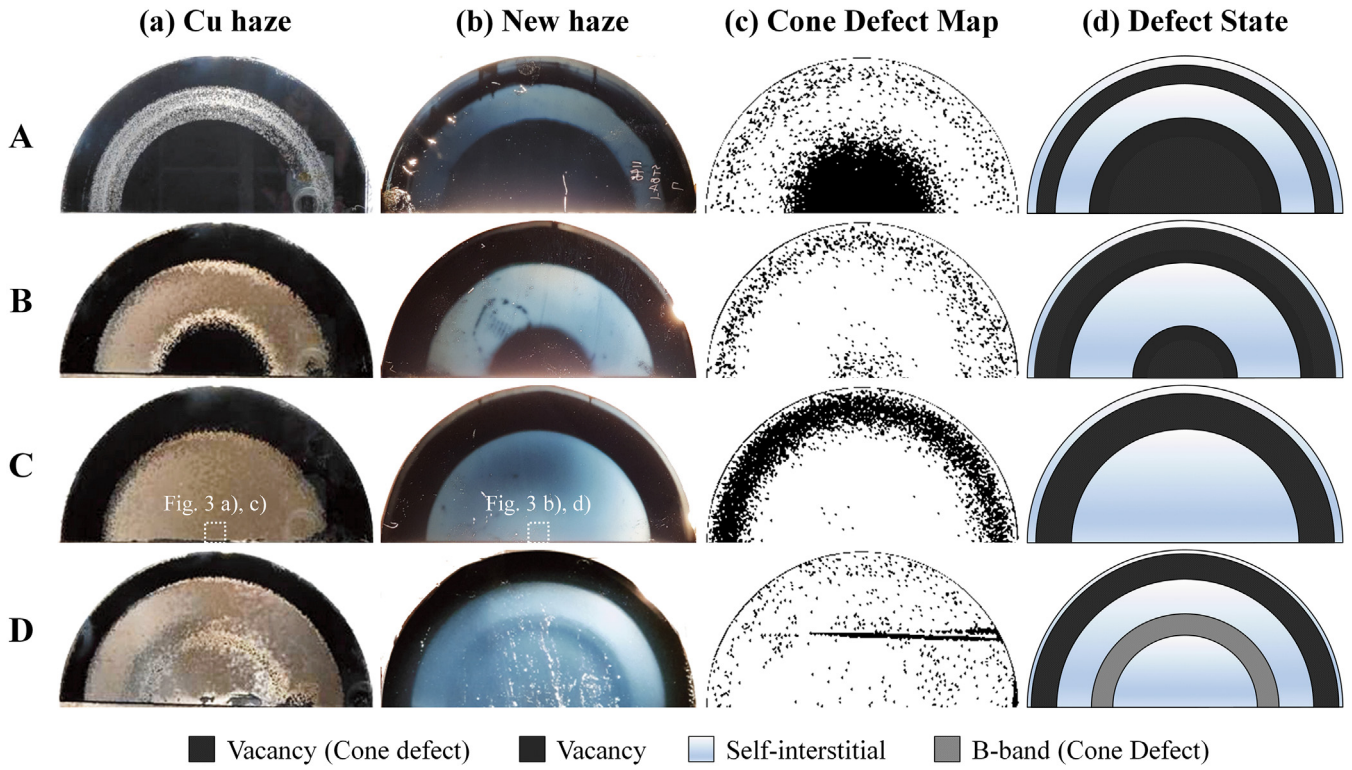 (a) Cu haze
(b) New haze
(c) Cone Defect Map
(d) Defect State
A
B
C
Fig. 3 a), c)
Fig. 3 b), d)
D
Vacancy (Cone defect)
Vacancy
Self-interstitial
B-band (Cone Defect)